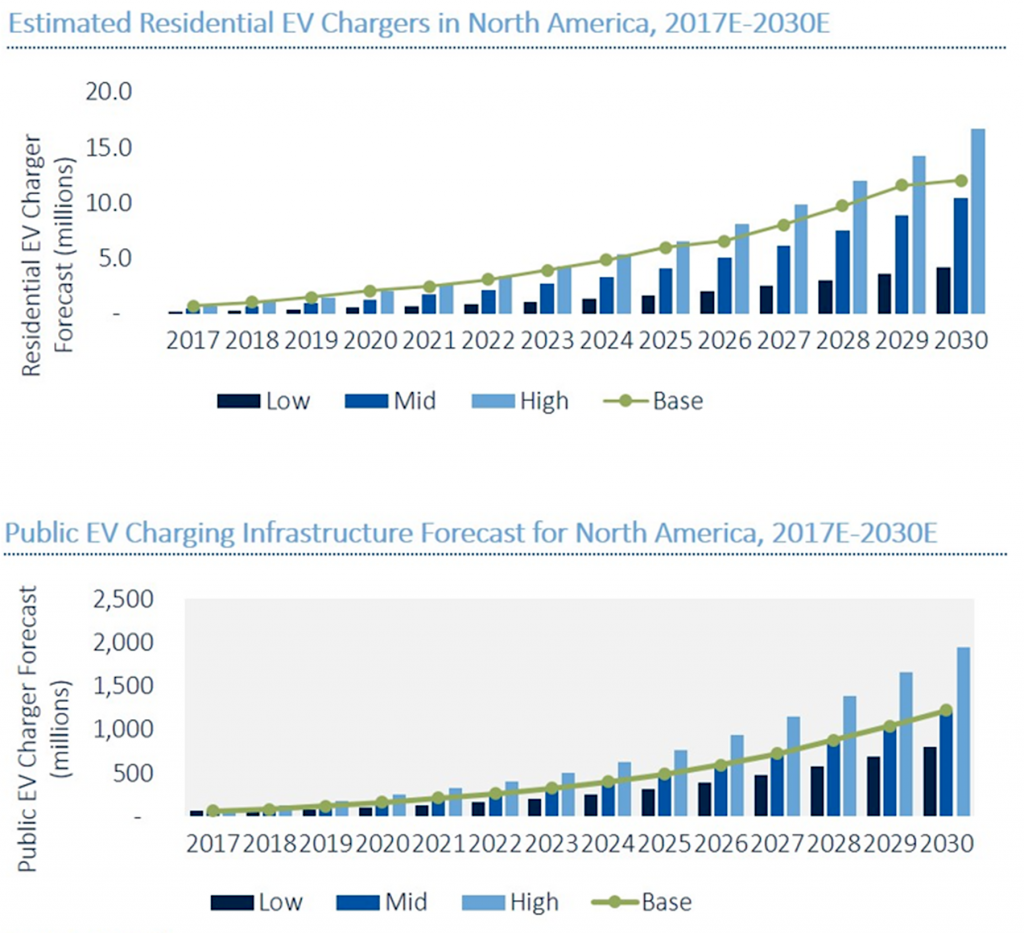 Estimated Residential EV Chargers in North America, 2017E-2030E
Residential EV Charger
Forecast (millions)
20.0
15.0
10.0
5.0
-
2017 2018 2019 2020 2021 2022 2023 2024 2025 2026 2027 2028 2029 2030
Low Mid High Base
Public EV Charging Infrastructure Forecast for North America, 2017E-2030E
Public EV Charger Forecast
(millions)
2,500
2,000
1,500
1,000
500
-
2017 2018 2019 2020 2021 2022 2023 2024 2025 2026 2027 2028 2029 2030
Low Mid High Base